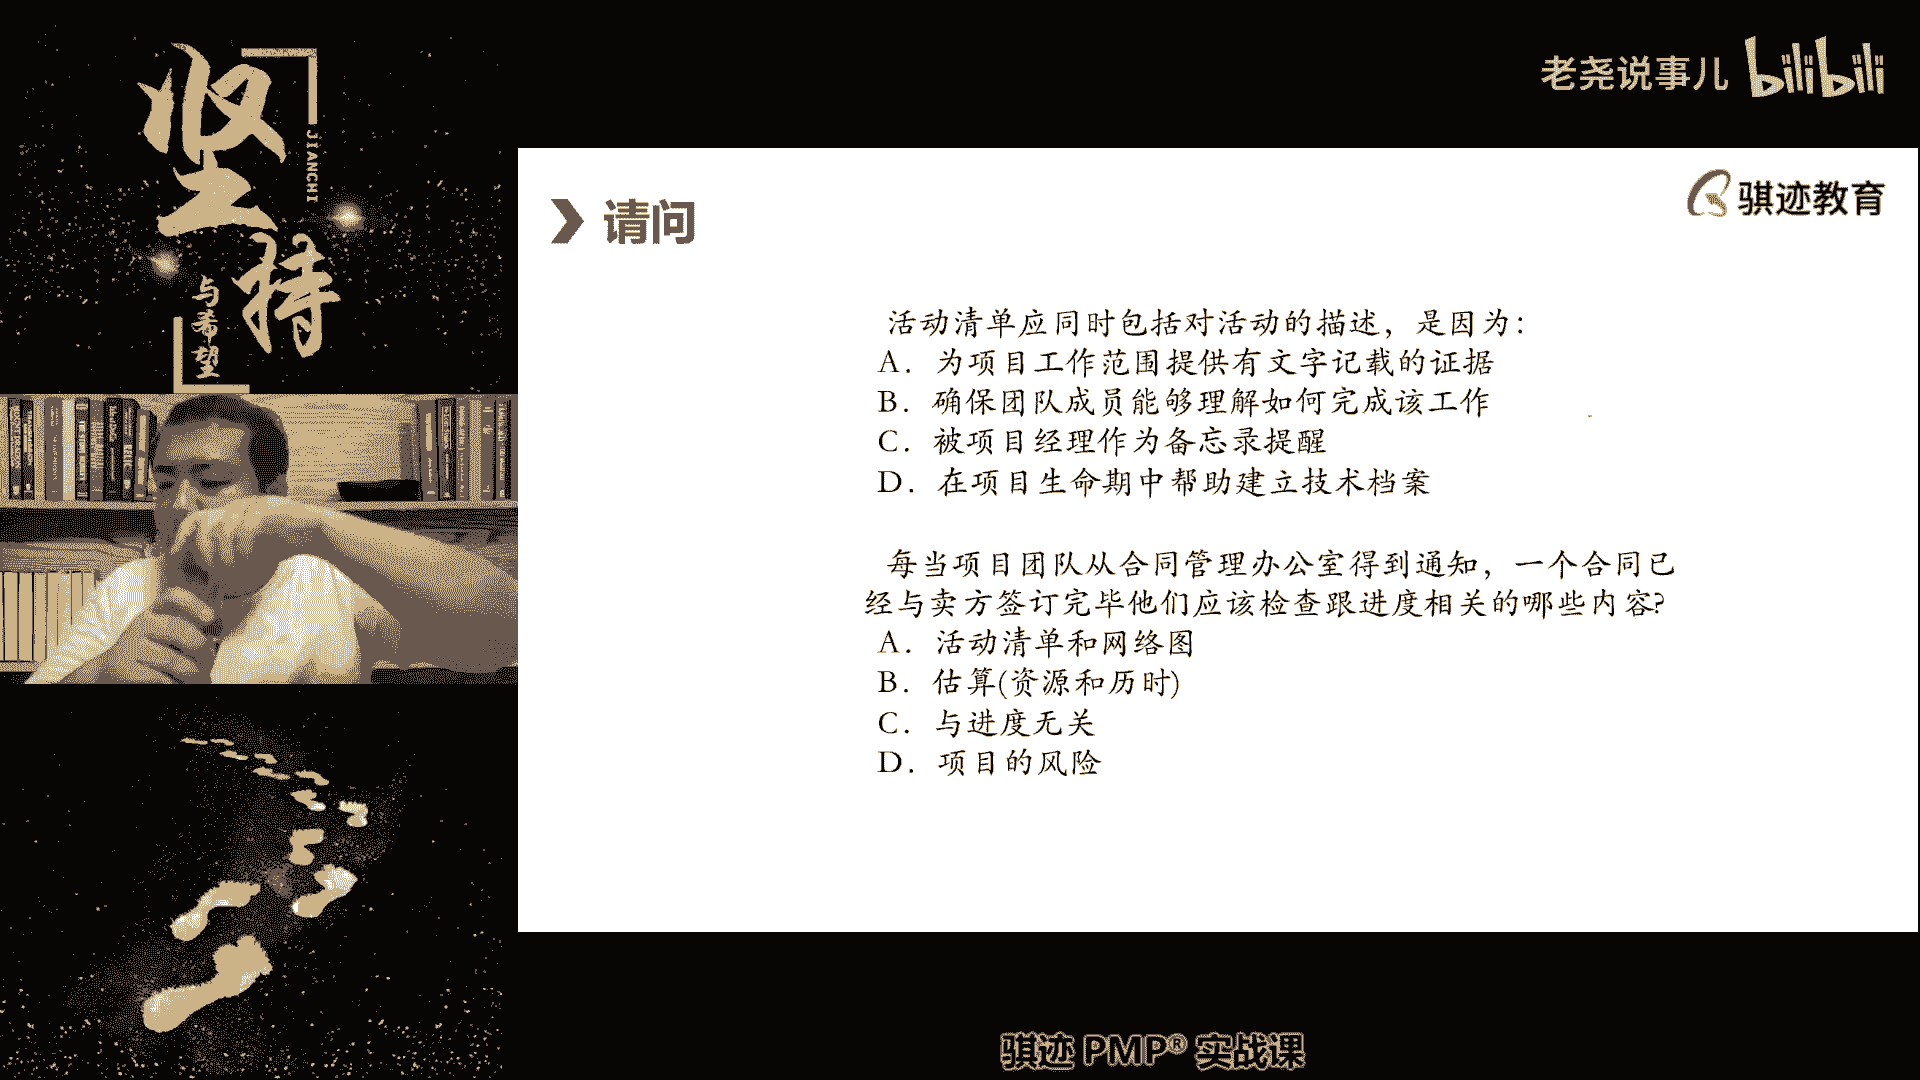 坚持
JIANCHI
与希望
老尧说事儿 bilibili
骐迹教育
请问
活动清单应同时包括对活动的描述，是因为：
A. 为项目工作范围提供有文字记载的证据
B. 确保团队成员能够理解如何完成该工作
C. 被项目经理作为备忘录提醒
D. 在项目生命期中帮助建立技术档案
每当项目团队从合同管理办公室得到通知，一个合同已
经与卖方签订完毕他们应该检查跟进度相关的哪些内容?
A. 活动清单和网络图
B. 估算(资源和历时)
C. 与进度无关
D. 项目的风险
骐迹 PMP® 实战课